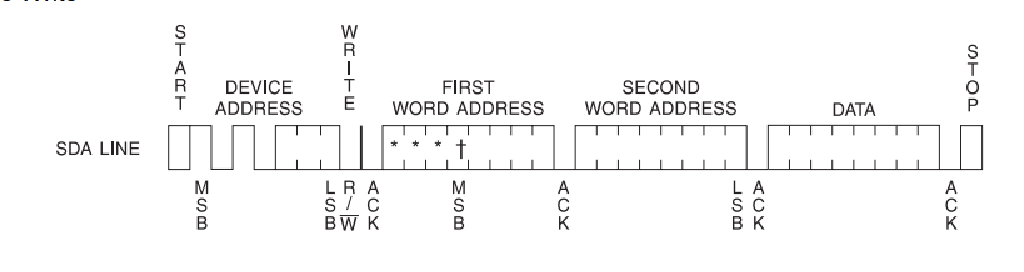 START
WRITE
STOP
DEVICE
ADDRESS
FIRST
WORD ADDRESS
SECOND
WORD ADDRESS
DATA
SDA LINE
* * * †
MSB
LSB
R/W
ACK
MSB
ACK
LSB
ACK
ACK